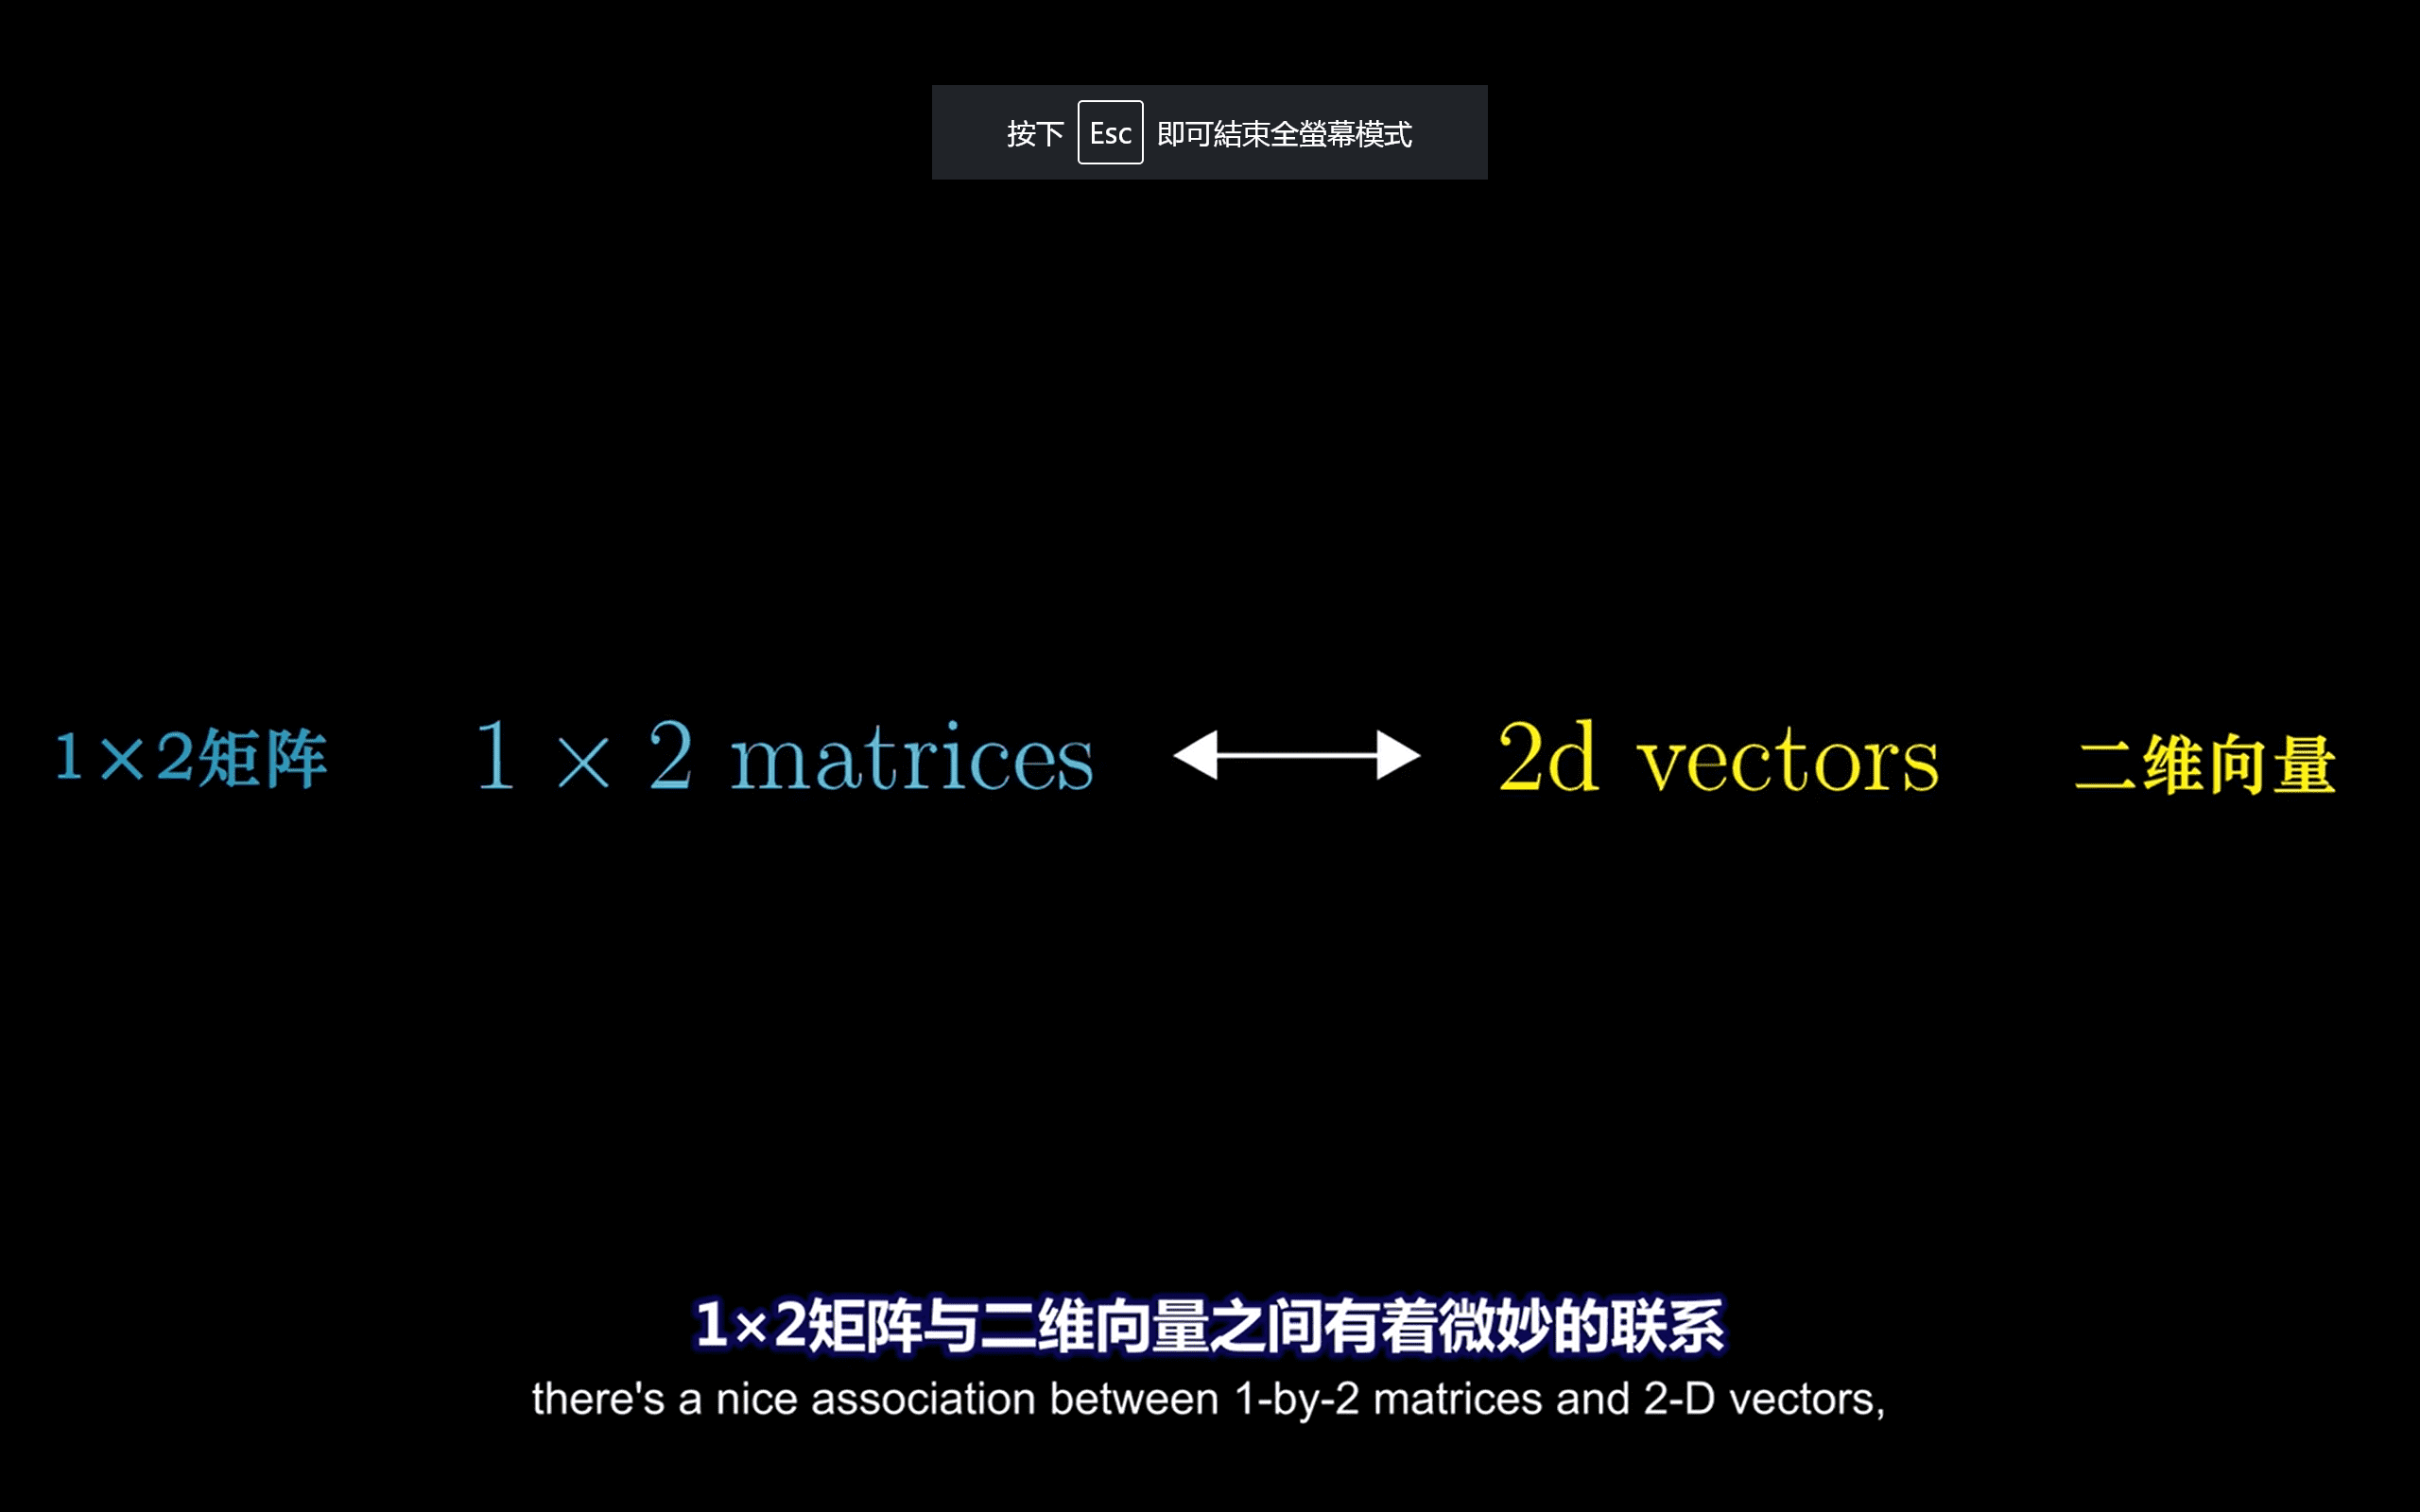 按下 Esc 即可結束全螢幕模式
1×2矩阵 1 × 2 matrices 2d vectors 二维向量
1×2矩阵与二维向量之间有着微妙的联系
there's a nice association between 1-by-2 matrices and 2-D vectors,